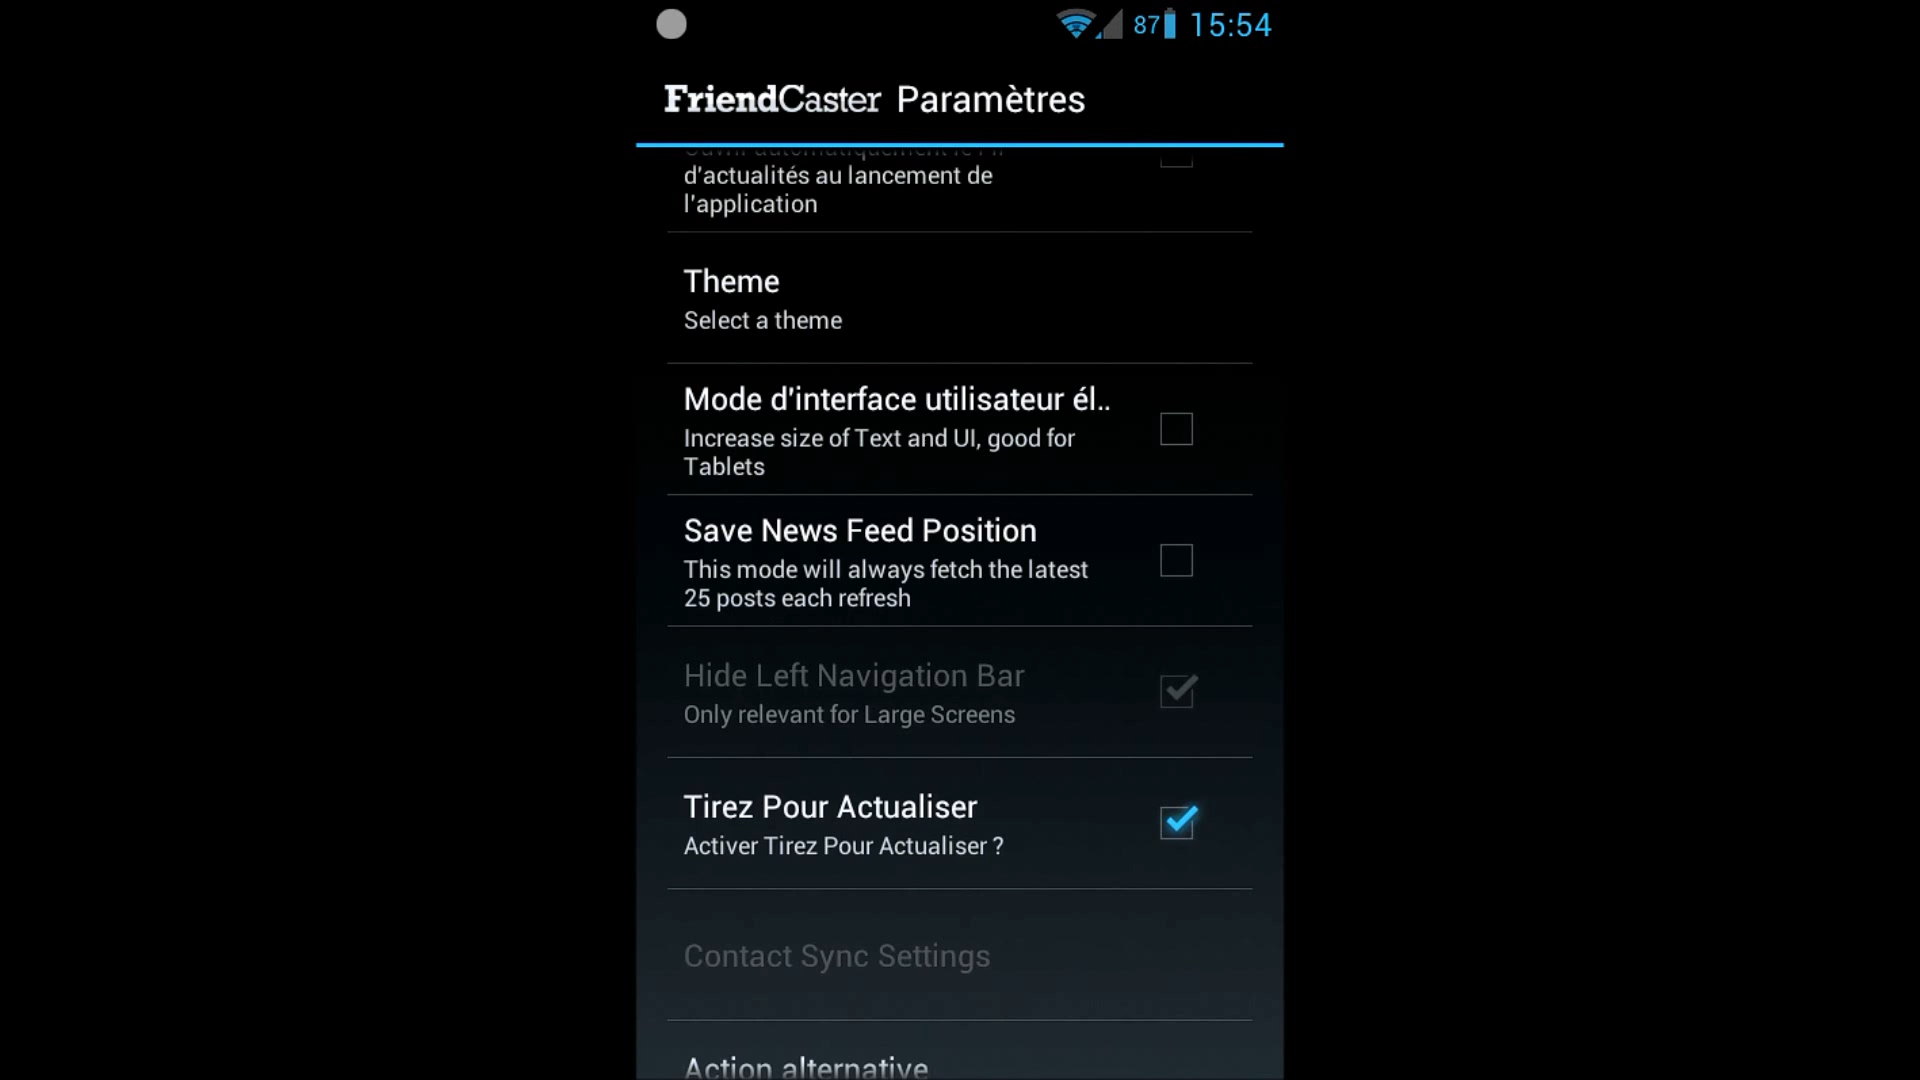 87 15:54
FriendCaster Paramètres
d'actualités au lancement de
l'application
Theme
Select a theme
Mode d'interface utilisateur él..
Increase size of Text and UI, good for
Tablets
Save News Feed Position
This mode will always fetch the latest
25 posts each refresh
Hide Left Navigation Bar
Only relevant for Large Screens
Tirez Pour Actualiser
Activer Tirez Pour Actualiser ?
Contact Sync Settings
Action alternative